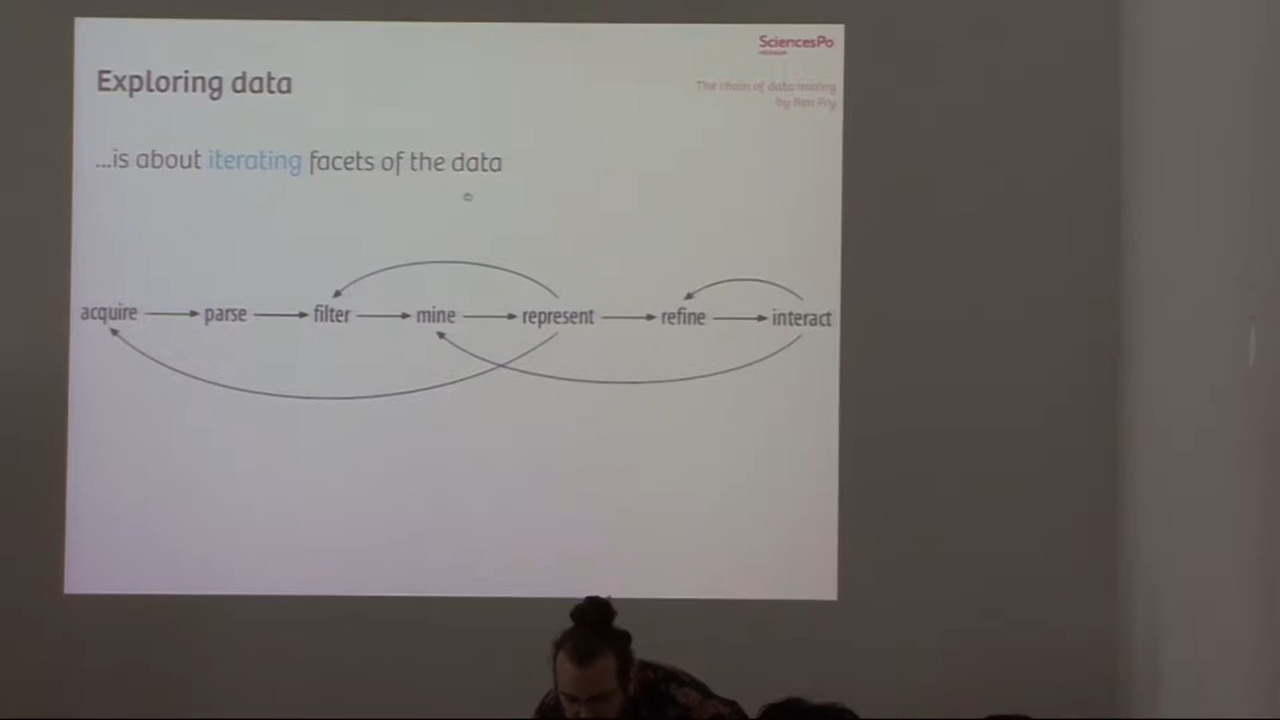 SciencesPo
Exploring data
The chain of data mining
by Ben Fry
...is about iterating facets of the data
acquire parse filter mine represent refine interact